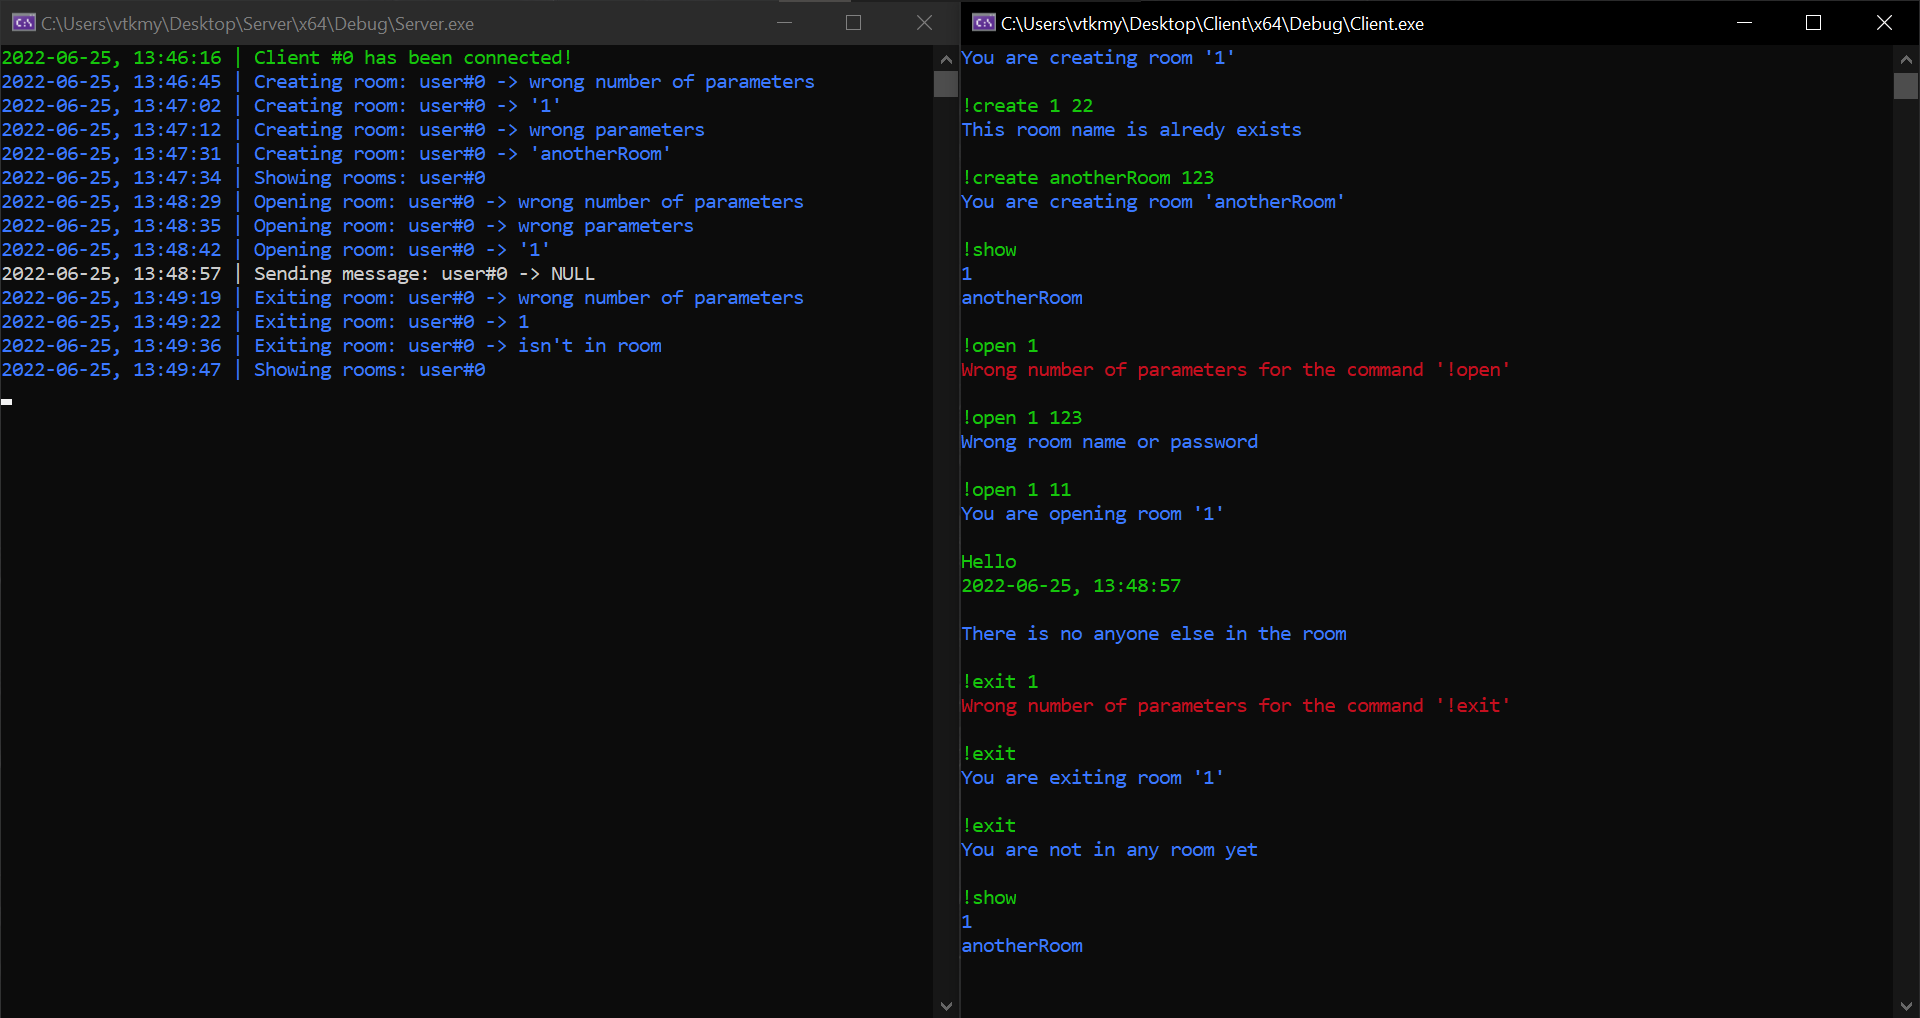 C:\Users\vtkmy\Desktop\Server\x64\Debug\Server.exe
2022-06-25, 13:46:16 | Client #0 has been connected!
2022-06-25, 13:46:45 | Creating room: user#0 -> wrong number of parameters
2022-06-25, 13:47:02 | Creating room: user#0 -> '1'
2022-06-25, 13:47:12 | Creating room: user#0 -> wrong parameters
2022-06-25, 13:47:31 | Creating room: user#0 -> 'anotherRoom'
2022-06-25, 13:47:34 | Showing rooms: user#0
2022-06-25, 13:48:29 | Opening room: user#0 -> wrong number of parameters
2022-06-25, 13:48:35 | Opening room: user#0 -> wrong parameters
2022-06-25, 13:48:42 | Opening room: user#0 -> '1'
2022-06-25, 13:48:57 | Sending message: user#0 -> NULL
2022-06-25, 13:49:19 | Exiting room: user#0 -> wrong number of parameters
2022-06-25, 13:49:22 | Exiting room: user#0 -> 1
2022-06-25, 13:49:36 | Exiting room: user#0 -> isn't in room
2022-06-25, 13:49:47 | Showing rooms: user#0
C:\Users\vtkmy\Desktop\Client\x64\Debug\Client.exe
You are creating room '1'
!create 1 22
This room name is alredy exists
!create anotherRoom 123
You are creating room 'anotherRoom'
!show
1
anotherRoom
!open 1
Wrong number of parameters for the command '!open'
!open 1 123
Wrong room name or password
!open 1 11
You are opening room '1'
Hello
2022-06-25, 13:48:57
There is no anyone else in the room
!exit 1
Wrong number of parameters for the command '!exit'
!exit
You are exiting room '1'
!exit
You are not in any room yet
!show
1
anotherRoom